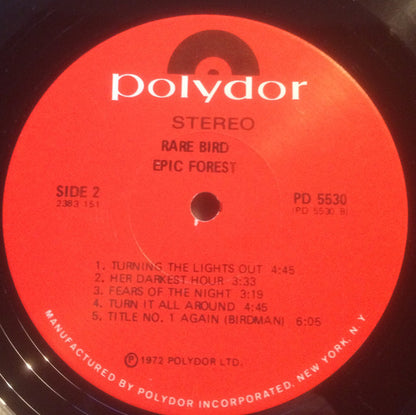 polydor
STEREO
RARE BIRD
EPIC FOREST
SIDE 2
2383 151
PD 5530
(PD 5530 B)
1. TURNING THE LIGHTS OUT 4:45
2. HER DARKEST HOUR 3:33
3. FEARS OF THE NIGHT 3:19
4. TURN IT ALL AROUND 4:45
5. TITLE NO. 1 AGAIN (BIRDMAN) 6:05
Ⓟ 1972 POLYDOR LTD.
MANUFACTURED BY POLYDOR INCORPORATED, NEW YORK, N.Y.